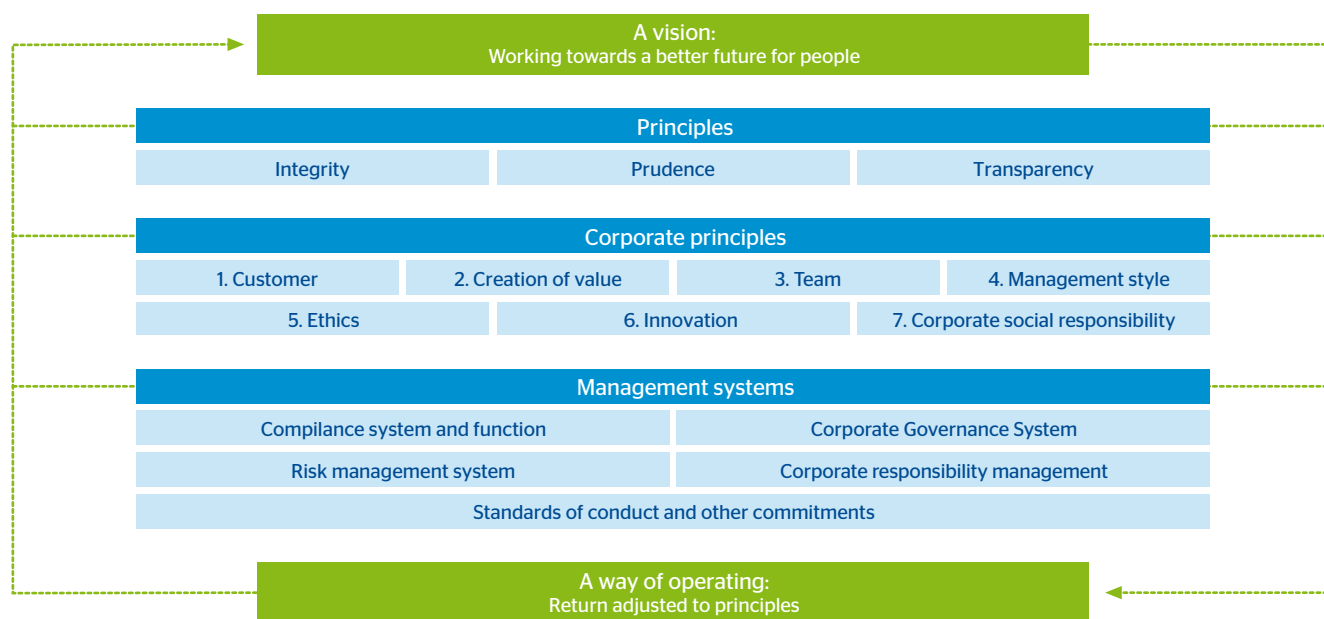 A vision:
Working towards a better future for people
Principles
Integrity
Prudence
Transparency
Corporate principles
1. Customer
2. Creation of value
3. Team
4. Management style
5. Ethics
6. Innovation
7. Corporate social responsibility
Management systems
Compilance system and function
Corporate Governance System
Risk management system
Corporate responsibility management
Standards of conduct and other commitments
A way of operating:
Return adjusted to principles